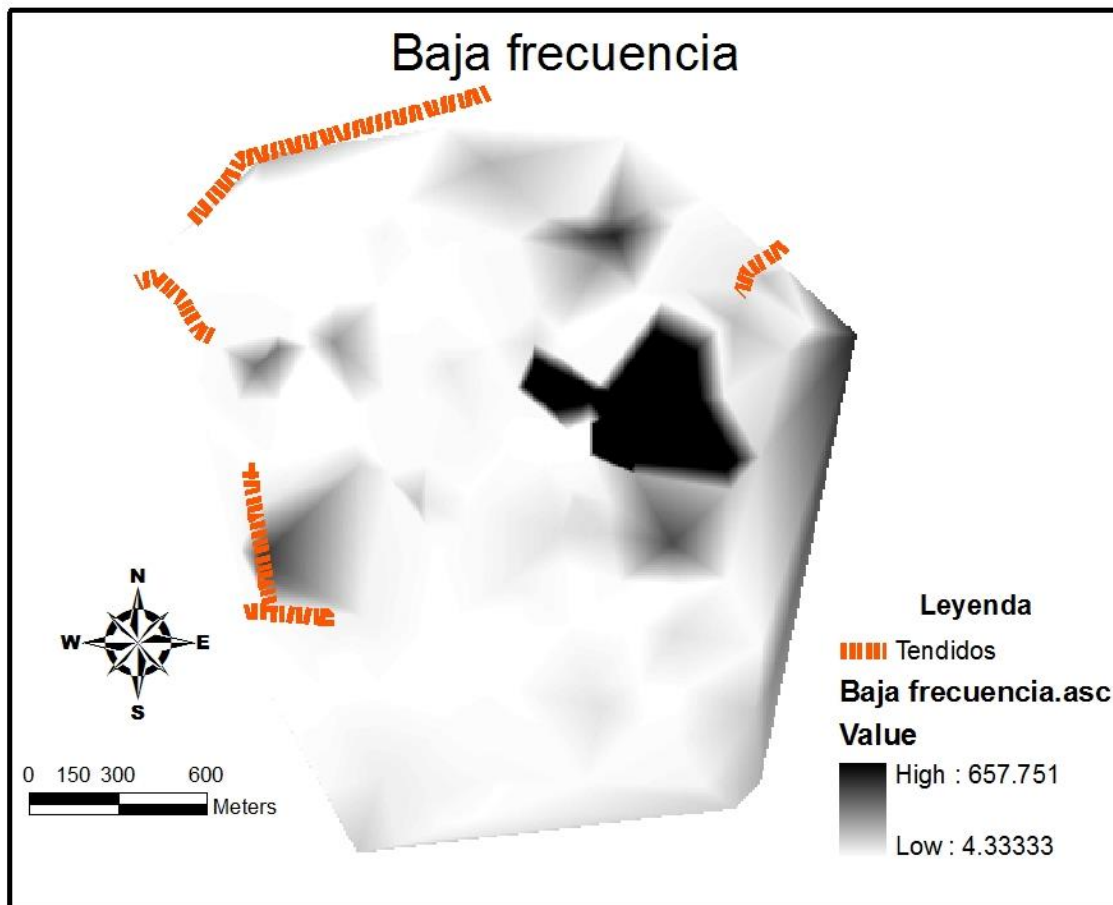 Baja frecuencia
N
W E
S
0 150 300 600
Meters
Leyenda
Tendidos
Baja frecuencia.asc
Value
High : 657.751
Low : 4.33333